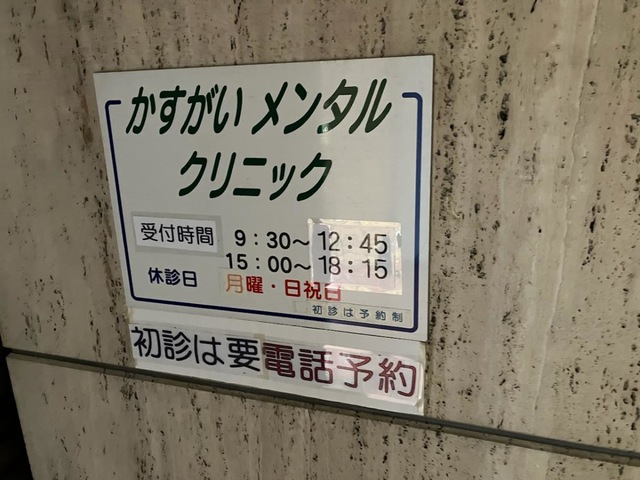 かすがい メンタル
クリニック
受付時間 9：30～12：45
15：00～18：15
休診日 月曜・日祝日
初診は予約制
初診は要電話予約